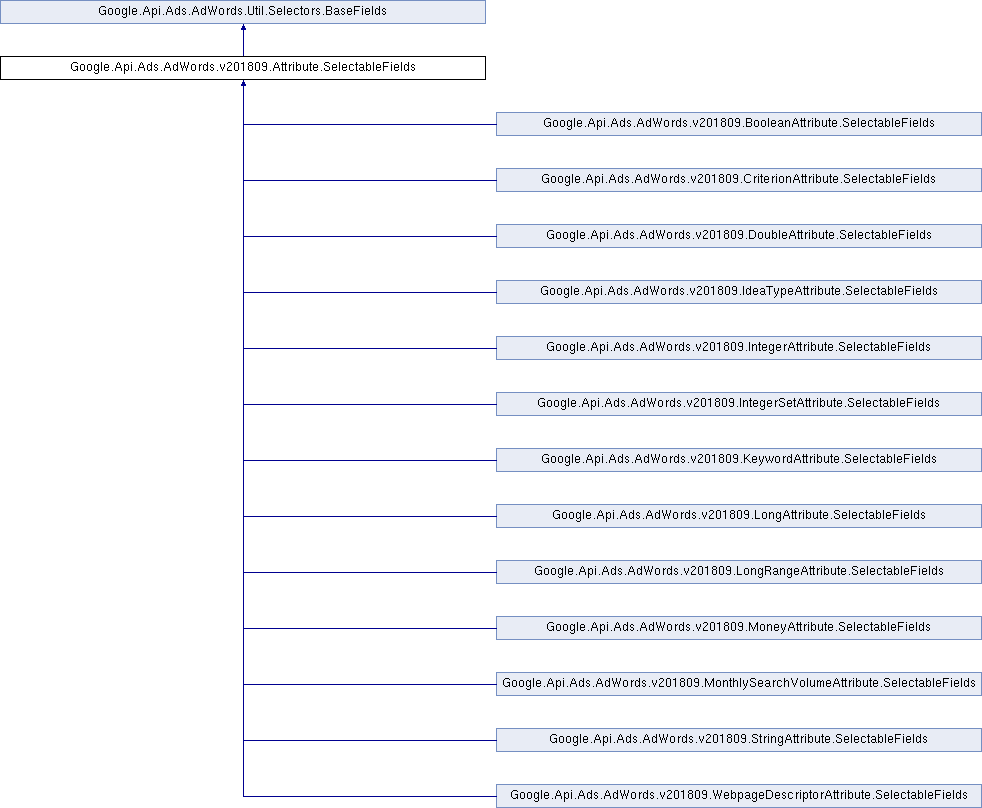 Google.Api.Ads.AdWords.Util.Selectors.BaseFields
Google.Api.Ads.AdWords.v201809.Attribute.SelectableFields
Google.Api.Ads.AdWords.v201809.BooleanAttribute.SelectableFields
Google.Api.Ads.AdWords.v201809.CriterionAttribute.SelectableFields
Google.Api.Ads.AdWords.v201809.DoubleAttribute.SelectableFields
Google.Api.Ads.AdWords.v201809.IdeaTypeAttribute.SelectableFields
Google.Api.Ads.AdWords.v201809.IntegerAttribute.SelectableFields
Google.Api.Ads.AdWords.v201809.IntegerSetAttribute.SelectableFields
Google.Api.Ads.AdWords.v201809.KeywordAttribute.SelectableFields
Google.Api.Ads.AdWords.v201809.LongAttribute.SelectableFields
Google.Api.Ads.AdWords.v201809.LongRangeAttribute.SelectableFields
Google.Api.Ads.AdWords.v201809.MoneyAttribute.SelectableFields
Google.Api.Ads.AdWords.v201809.MonthlySearchVolumeAttribute.SelectableFields
Google.Api.Ads.AdWords.v201809.StringAttribute.SelectableFields
Google.Api.Ads.AdWords.v201809.WebpageDescriptorAttribute.SelectableFields